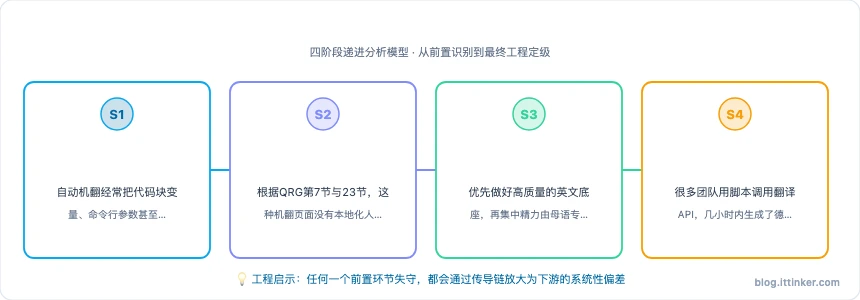 四阶段递进分析模型 · 从前置识别到最终工程定级
S1
自动机翻经常把代码块变
量、命令行参数甚至...
S2
根据QRG第7节与23节，这
种机翻页面没有本地化人...
S3
优先做好高质量的英文底
座，再集中精力由母语专...
S4
很多团队用脚本调用翻译
API，几小时内生成了德...
💡 工程启示：任何一个前置环节失守，都会通过传导链放大为下游的系统性偏差
blog.lttinker.com